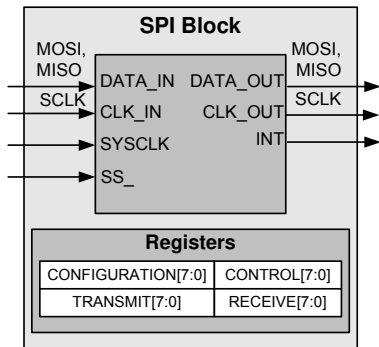 SPI Block
MOSI,
MISO
SCLK
DATA_IN
CLK_IN
SYSCLK
SS_
DATA_OUT
CLK_OUT
INT
MOSI,
MISO
SCLK
Registers
CONFIGURATION[7:0] CONTROL[7:0]
TRANSMIT[7:0] RECEIVE[7:0]